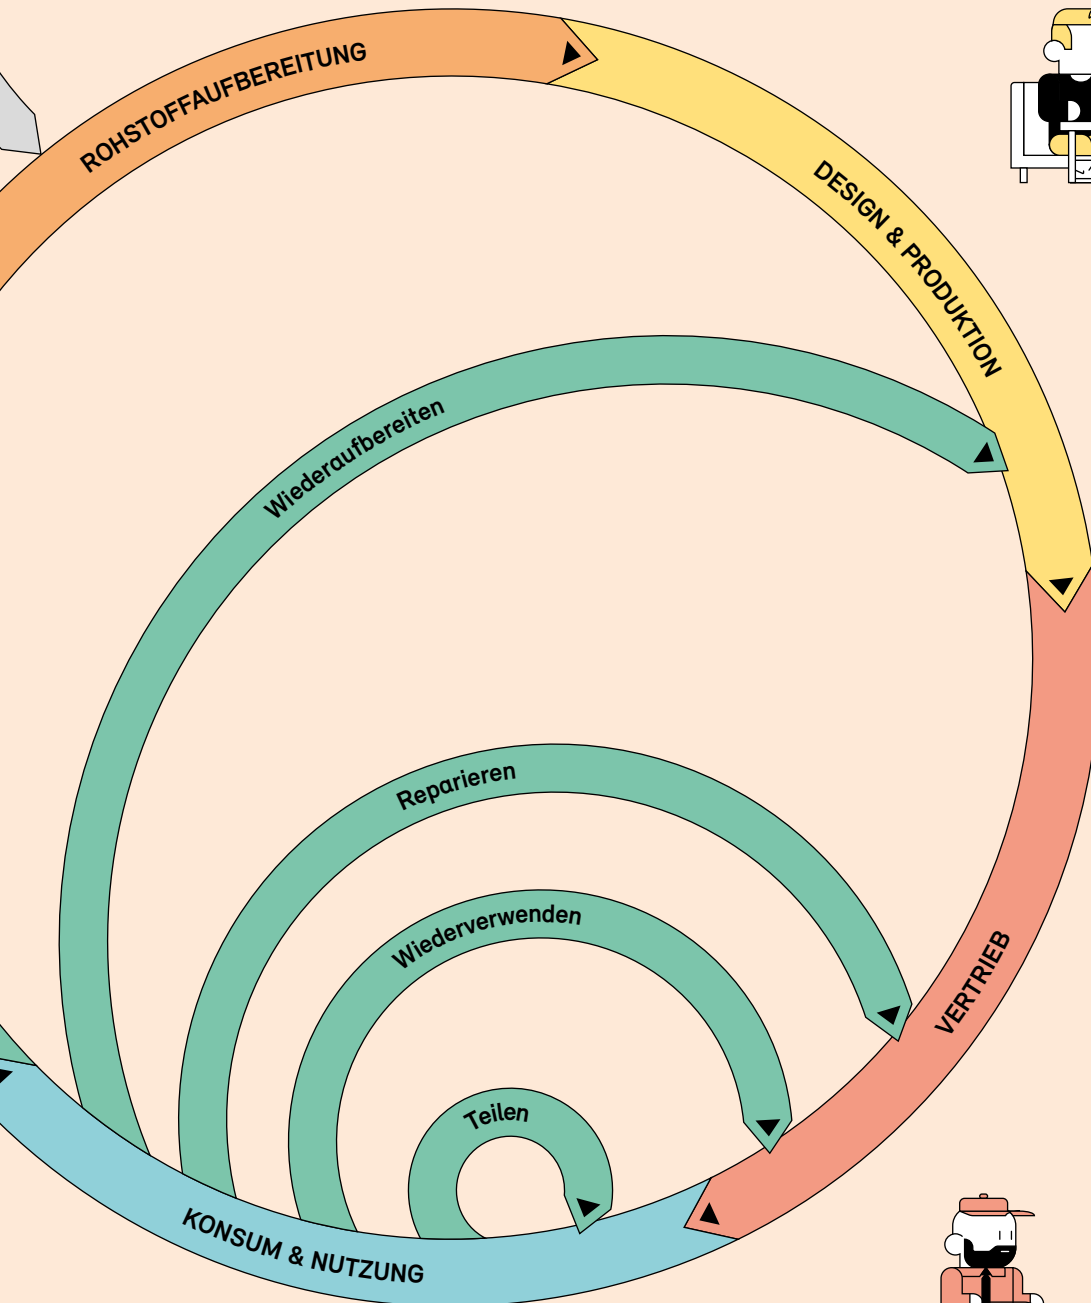 ROHSTOFFAUFBEREITUNG
DESIGN & PRODUKTION
Wiederaufbereiten
Reparieren
Wiederverwenden
VERTRIEB
Teilen
KONSUM & NUTZUNG